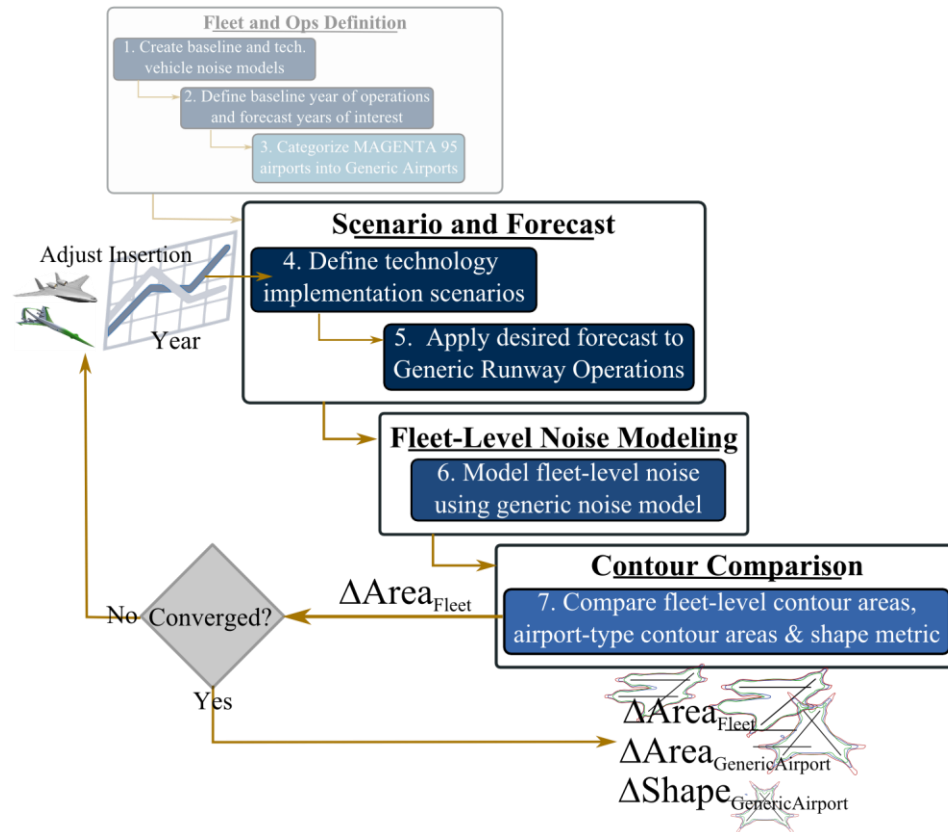 Fleet and Ops Definition
1. Create baseline and tech.
vehicle noise models
2. Define baseline year of operations
and forecast years of interest
3. Categorize MAGENTA 95
airports into Generic Airports
Scenario and Forecast
Adjust Insertion
Year
4. Define technology
implementation scenarios
5. Apply desired forecast to
Generic Runway Operations
Fleet-Level Noise Modeling
6. Model fleet-level noise
using generic noise model
Contour Comparison
7. Compare fleet-level contour areas,
airport-type contour areas & shape metric
ΔArea_Fleet
Converged?
No
Yes
ΔArea_Fleet
ΔArea_GenericAirport
ΔShape_GenericAirport